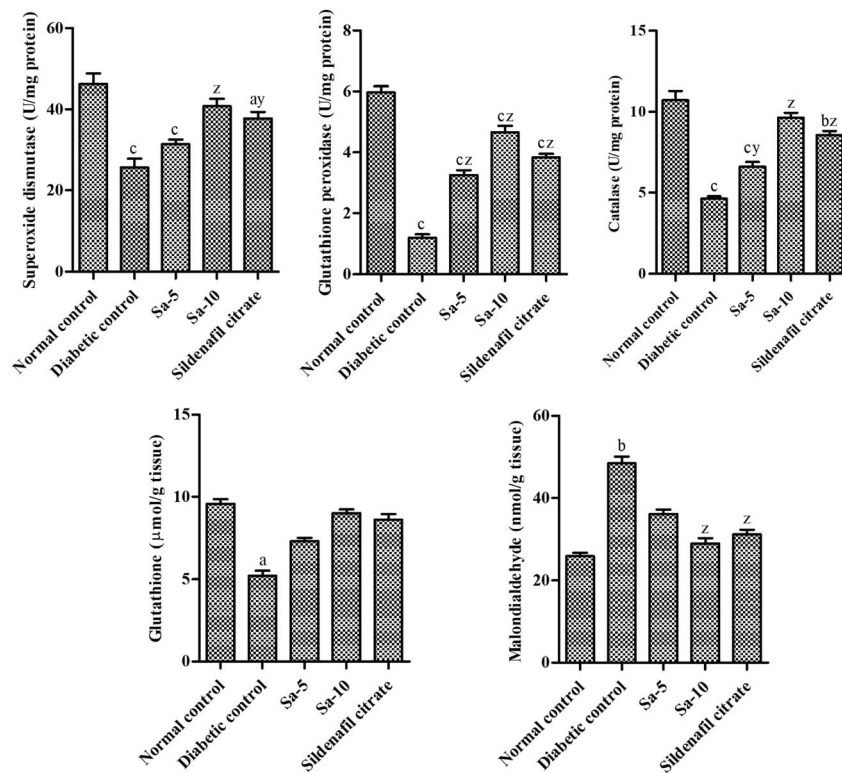 Superoxide dismutase (U/mg protein)
60
40
20
0
c
c
z
ay
Normal control
Diabetic control
Sa-5
Sa-10
Sildenafil citrate
Glutathione peroxidase (U/mg protein)
8
6
4
2
0
c
cz
cz
cz
Normal control
Diabetic control
Sa-5
Sa-10
Sildenafil citrate
Catalase (U/mg protein)
15
10
5
0
c
cy
z
bz
Normal control
Diabetic control
Sa-5
Sa-10
Sildenafil citrate
Glutathione (μmol/g tissue)
15
10
5
0
a
Normal control
Diabetic control
Sa-5
Sa-10
Sildenafil citrate
Malondialdehyde (nmol/g tissue)
60
40
20
0
b
z
z
Normal control
Diabetic control
Sa-5
Sa-10
Sildenafil citrate